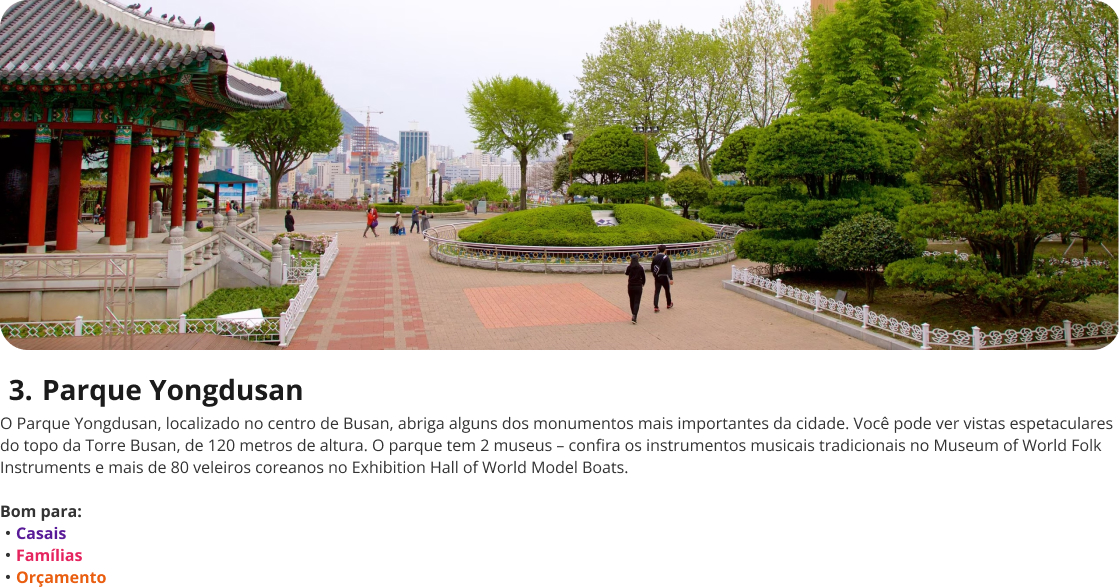 3. Parque Yongdusan
O Parque Yongdusan, localizado no centro de Busan, abriga alguns dos monumentos mais importantes da cidade. Você pode ver vistas espetaculares
do topo da Torre Busan, de 120 metros de altura. O parque tem 2 museus – confira os instrumentos musicais tradicionais no Museum of World Folk
Instruments e mais de 80 veleiros coreanos no Exhibition Hall of World Model Boats.
Bom para:
• Casais
• Famílias
• Orçamento